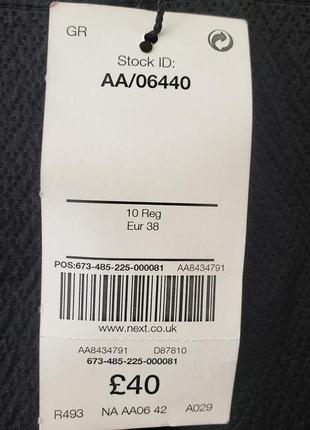 GR
Stock ID:
AA/06440
10 Reg
Eur 38
POS:673-485-225-000081 AA8434791
www.next.co.uk
AA8434791 D87810
673-485-225-000081
£40
R493 NA AA06 42 A029